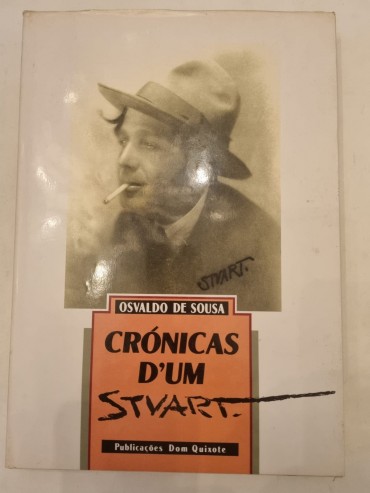 STVART.
OSVALDO DE SOUSA
CRÓNICAS
D'UM
STVART.
Publicações Dom Quixote